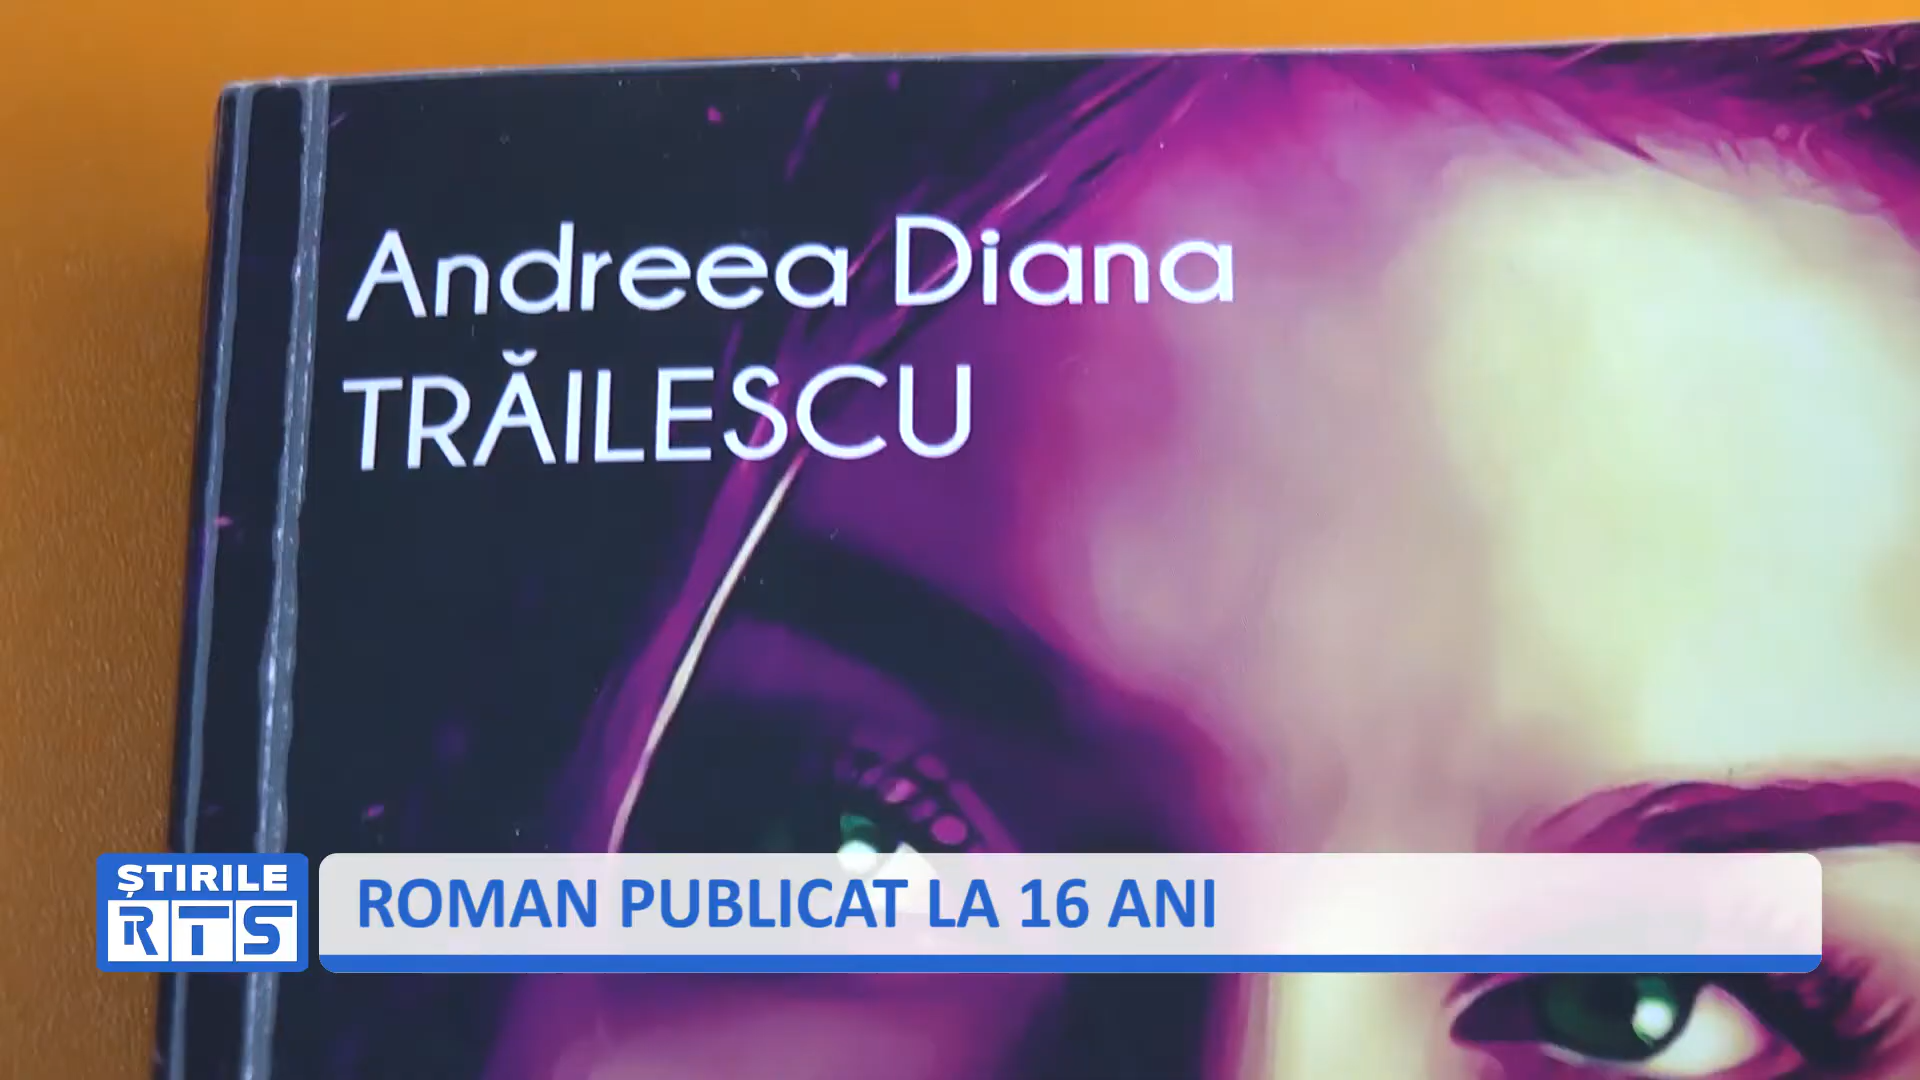 Andreea Diana
TRĂILESCU
ȘTIRILE
RTS
ROMAN PUBLICAT LA 16 ANI